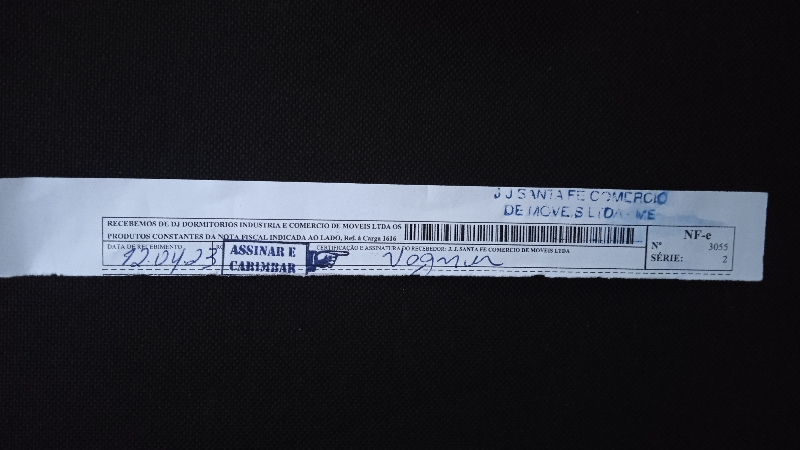 J J SANTA FE COMERCIO
DE MOVEIS LTDA - ME
RECEBEMOS DE DJ DORMITORIOS INDUSTRIA E COMERCIO DE MOVEIS LTDA OS
PRODUTOS CONSTANTES DA NOTA FISCAL INDICADA AO LADO, Ref. à Carga 1616
NF-e
Nº 3055
SÉRIE: 2
DATA DE RECEBIMENTO
12 04 23
ASSINAR E
CARIMBAR
CERTIFICAÇÃO E ASSINATURA DO RECEBEDOR: J. J. SANTA FE COMERCIO DE MOVEIS LTDA
Vogner